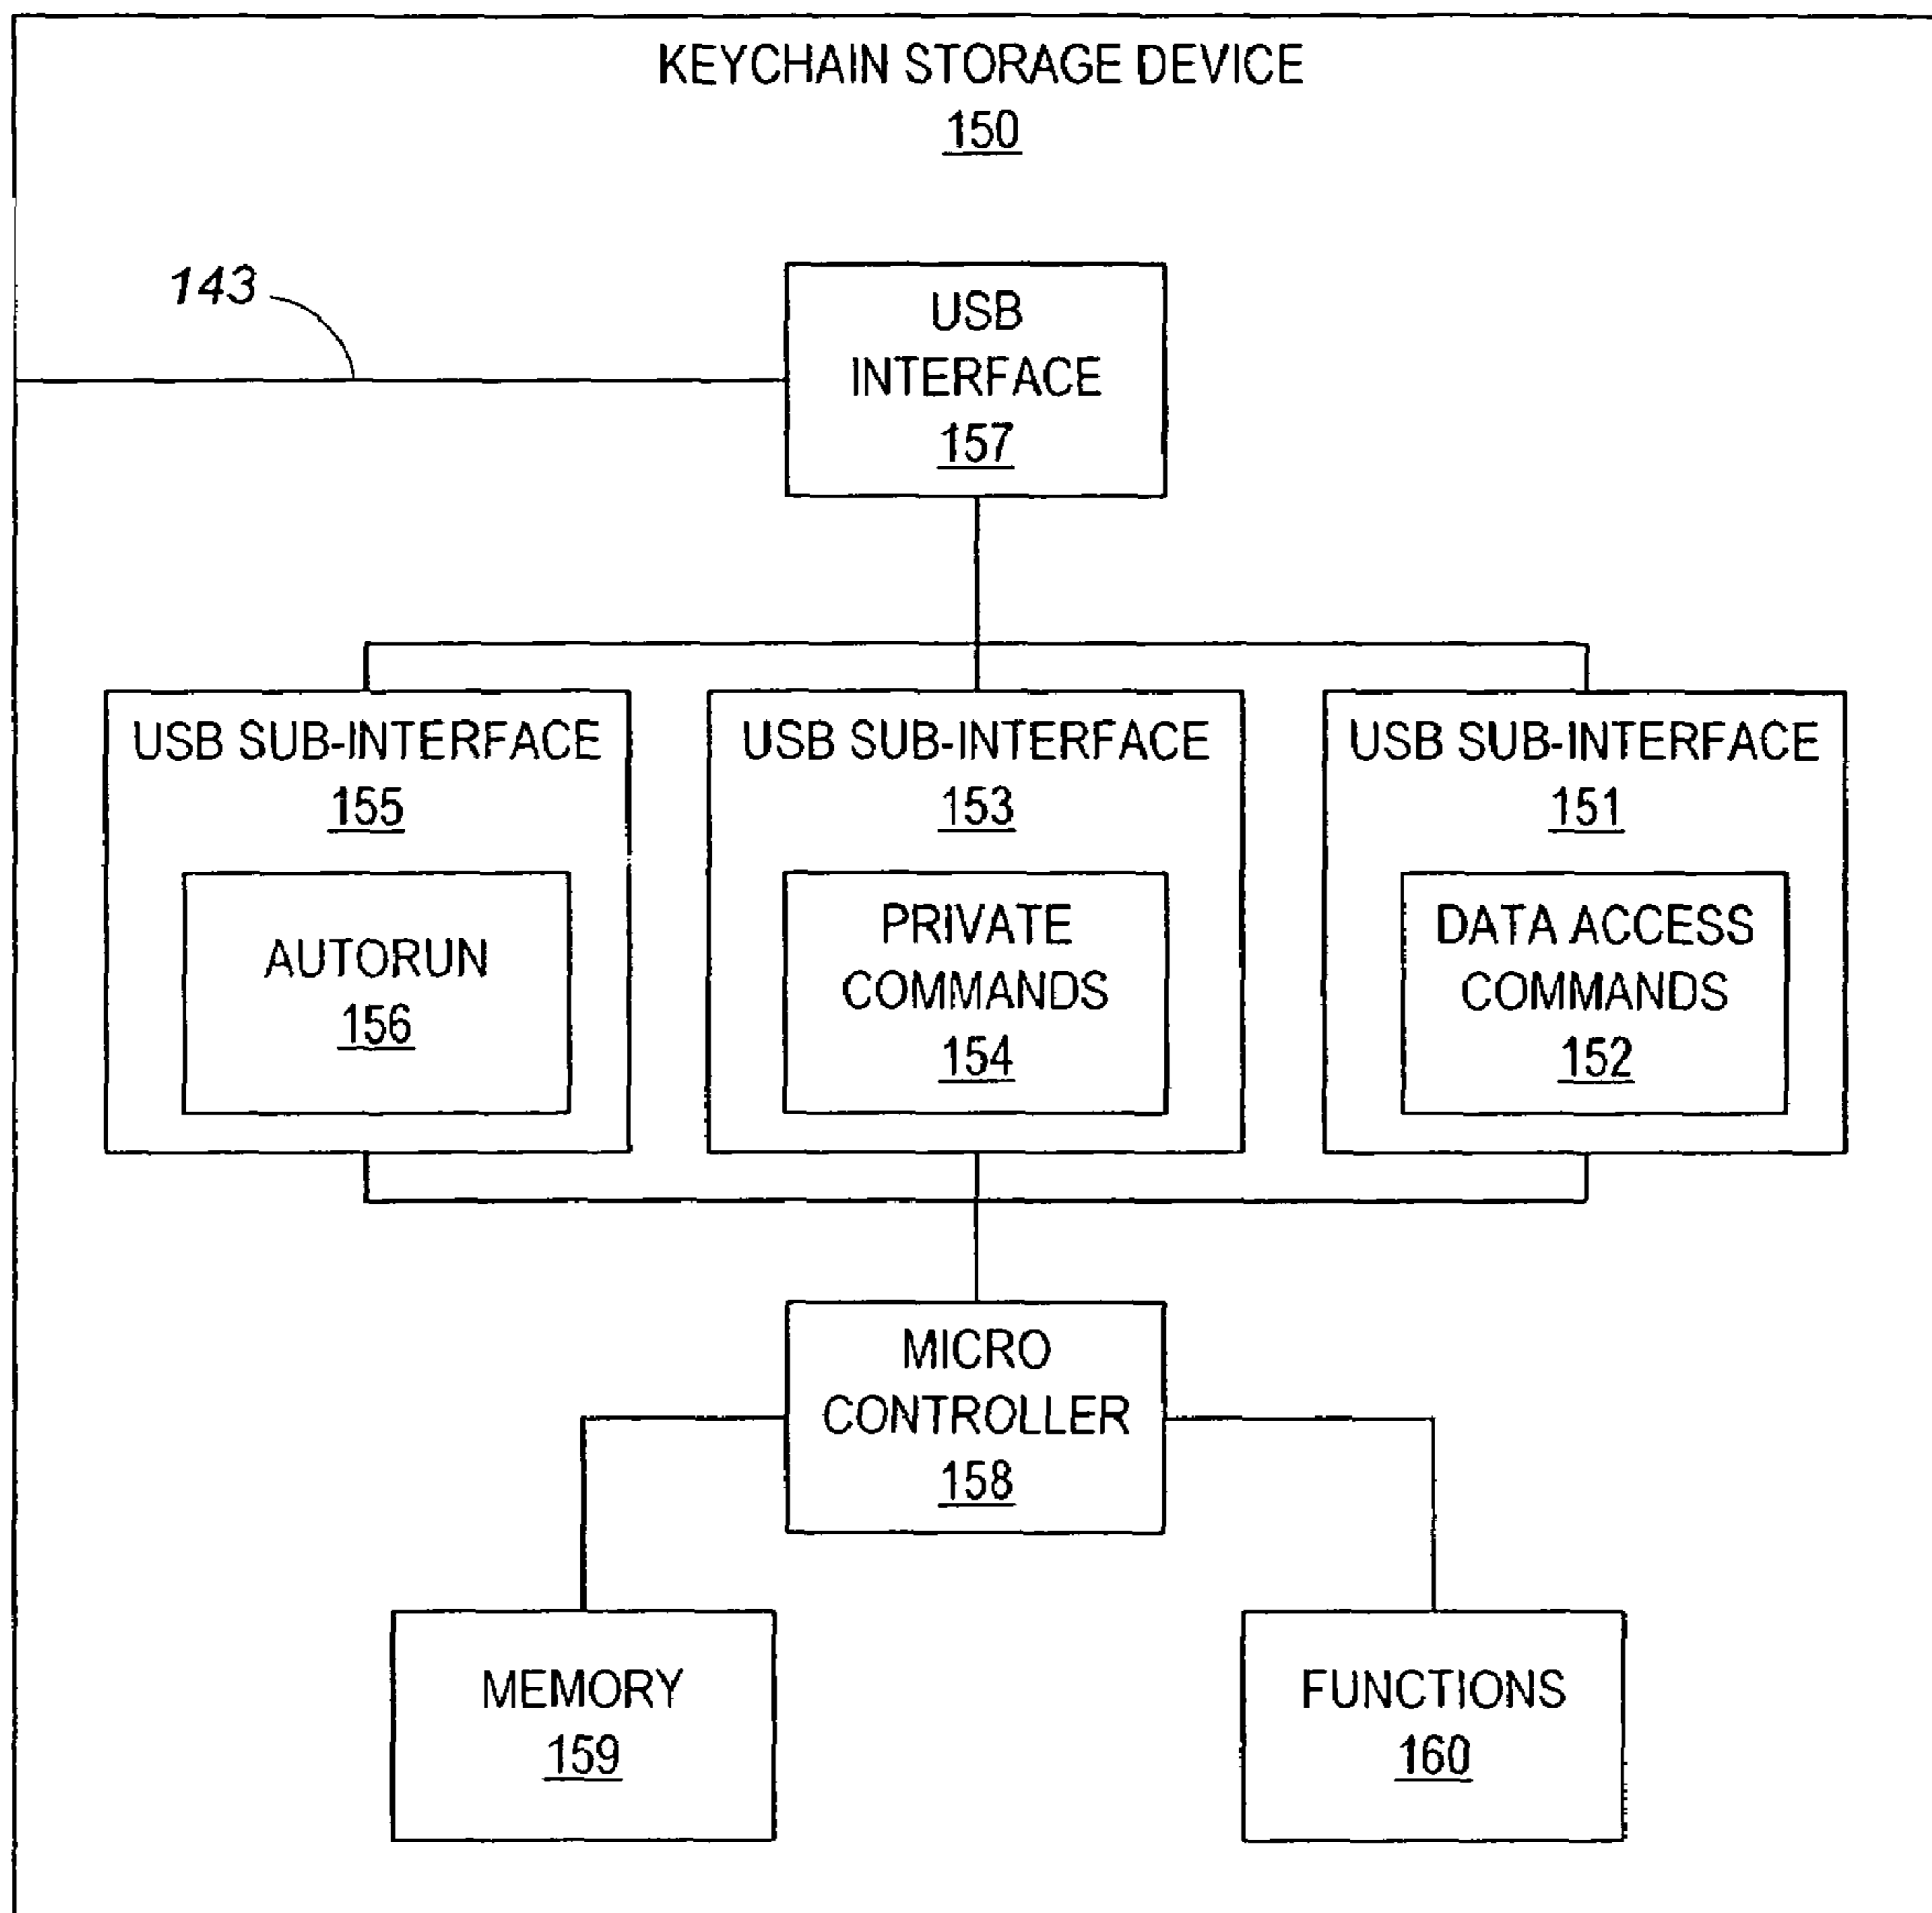 KEYCHAIN STORAGE DEVICE
150
143
USB
INTERFACE
157
USB SUB-INTERFACE
155
AUTORUN
156
USB SUB-INTERFACE
153
PRIVATE
COMMANDS
154
USB SUB-INTERFACE
151
DATA ACCESS
COMMANDS
152
MICRO
CONTROLLER
158
MEMORY
159
FUNCTIONS
160